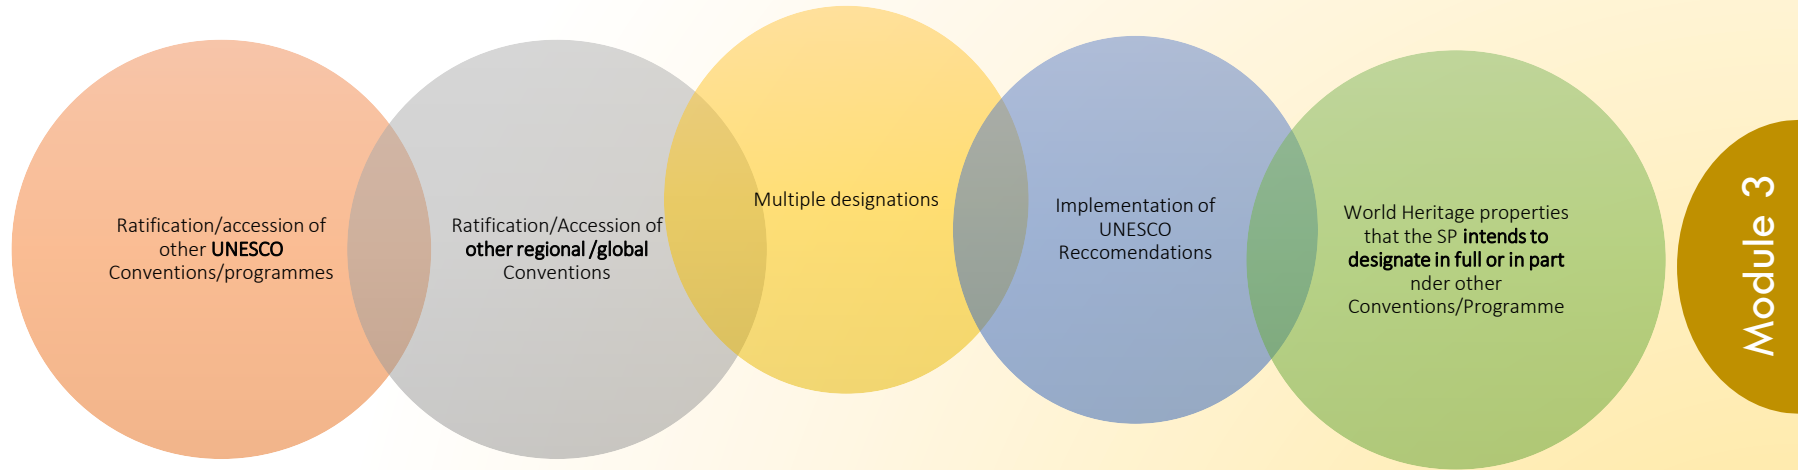 Ratification/accession of
other UNESCO
Conventions/programmes
Ratification/Accession of
other regional /global
Conventions
Multiple designations
Implementation of
UNESCO
Reccomendations
World Heritage properties
that the SP intends to
designate in full or in part
nder other
Conventions/Programme
Module 3